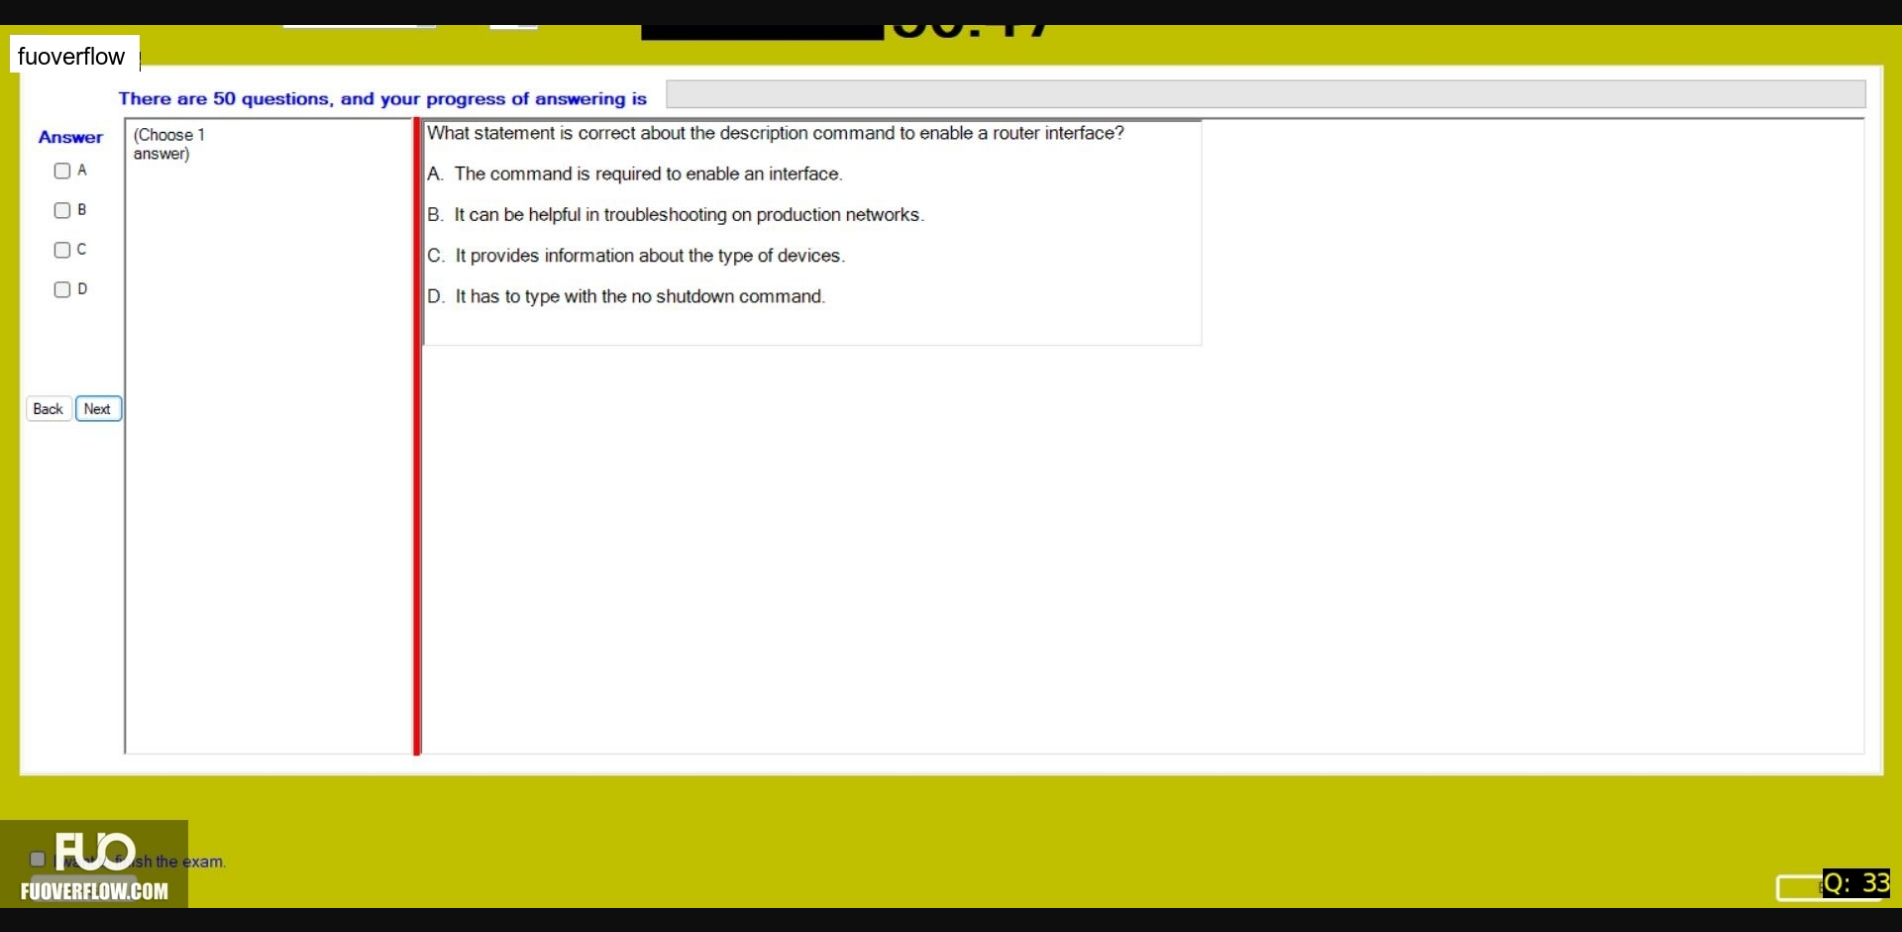 fuoverflow
There are 50 questions, and your progress of answering is
Answer
(Choose 1
answer)
A
B
C
D
Back
Next
What statement is correct about the description command to enable a router interface?
A. The command is required to enable an interface.
B. It can be helpful in troubleshooting on production networks.
C. It provides information about the type of devices.
D. It has to type with the no shutdown command.
the exam.
FUO
FUOVERFLOW.COM
Q: 33